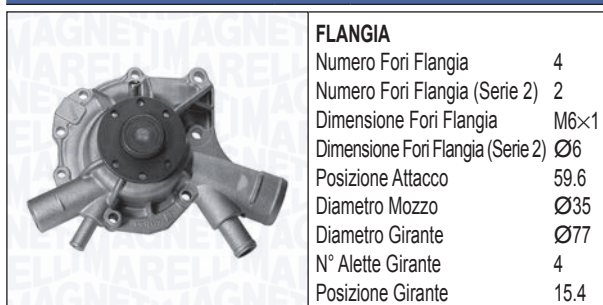 MAGNETI
MARELLI
FLANGIA
Numero Fori Flangia 4
Numero Fori Flangia (Serie 2) 2
Dimensione Fori Flangia M6×1
Dimensione Fori Flangia (Serie 2) Ø6
Posizione Attacco 59.6
Diametro Mozzo Ø35
Diametro Girante Ø77
N° Alette Girante 4
Posizione Girante 15.4